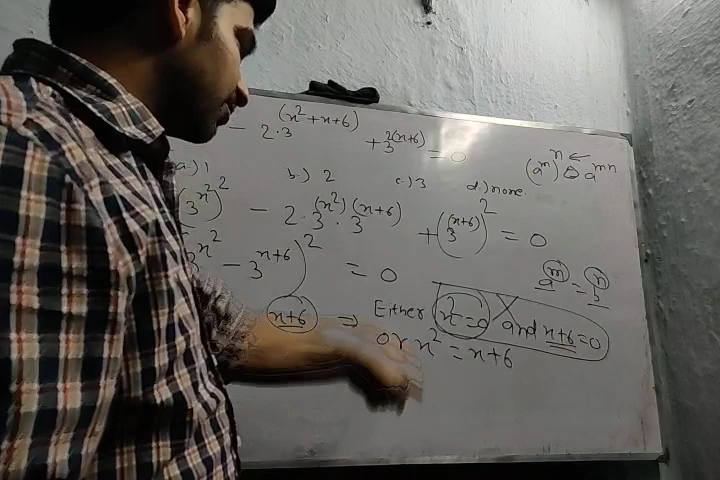 - 2.3^(x²+x+6) + 3^2(x+6) = 0
(a^m)^n a^mn
a.) 1 b.) 2 c.) 3 d.) none.
(3^x²)² - 2.3^(x²).3^(x+6) + (3^(x+6))² = 0
3^x² - 3^x+6)² = 0
a^m = b^n
x+6 ⇒ Either x²=0 and x+6=0
or x² = x+6